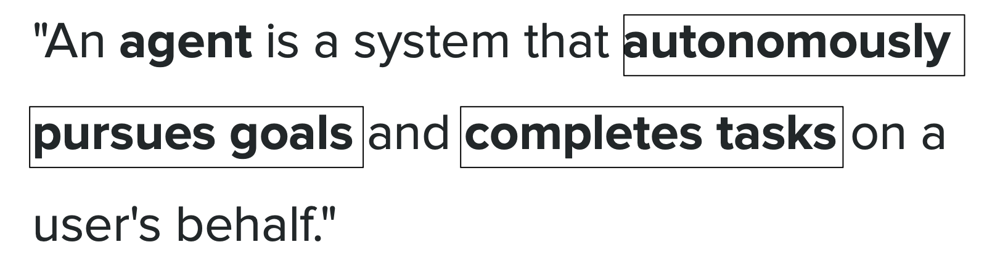 "An agent is a system that autonomously
pursues goals and completes tasks on a
user's behalf."